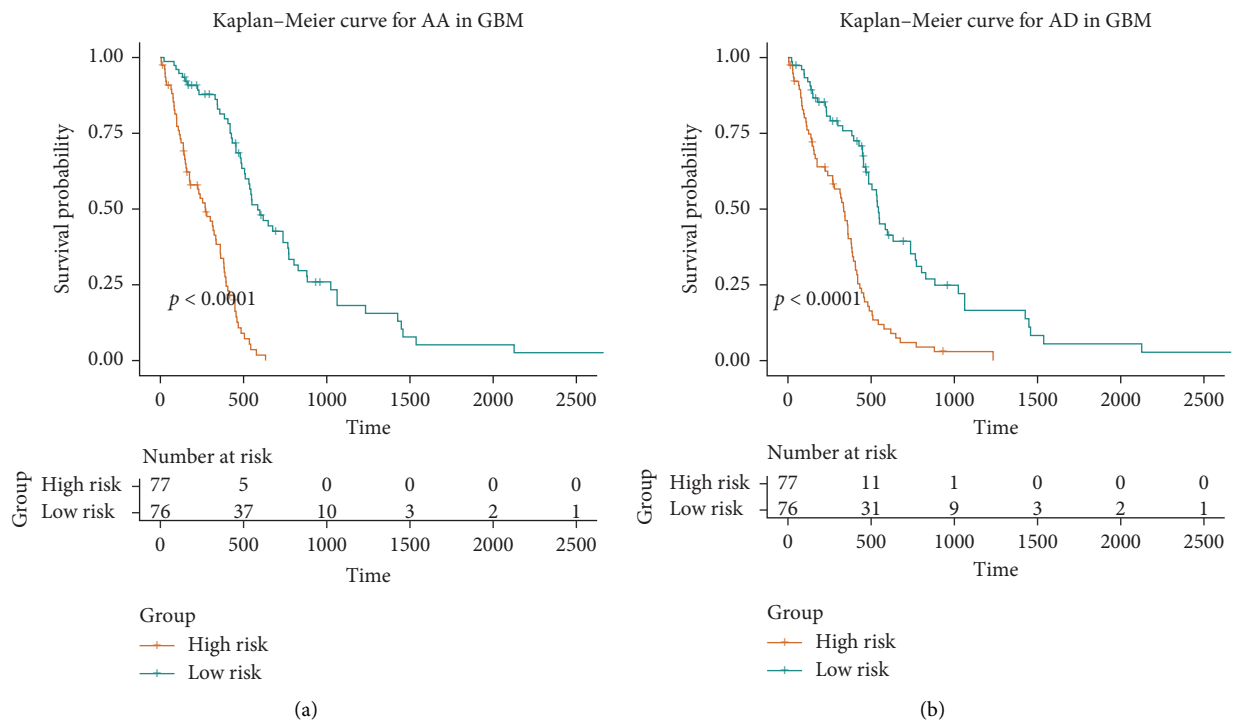 Kaplan–Meier curve for AA in GBM
1.00
0.75
0.50
0.25
0.00
Survival probability
p < 0.0001
0 500 1000 1500 2000 2500
Time
Number at risk
Group
High risk 77 5 0 0 0 0
Low risk 76 37 10 3 2 1
0 500 1000 1500 2000 2500
Time
Group
High risk
Low risk
(a)
Kaplan–Meier curve for AD in GBM
1.00
0.75
0.50
0.25
0.00
Survival probability
p < 0.0001
0 500 1000 1500 2000 2500
Time
Number at risk
Group
High risk 77 11 1 0 0 0
Low risk 76 31 9 3 2 1
0 500 1000 1500 2000 2500
Time
Group
High risk
Low risk
(b)